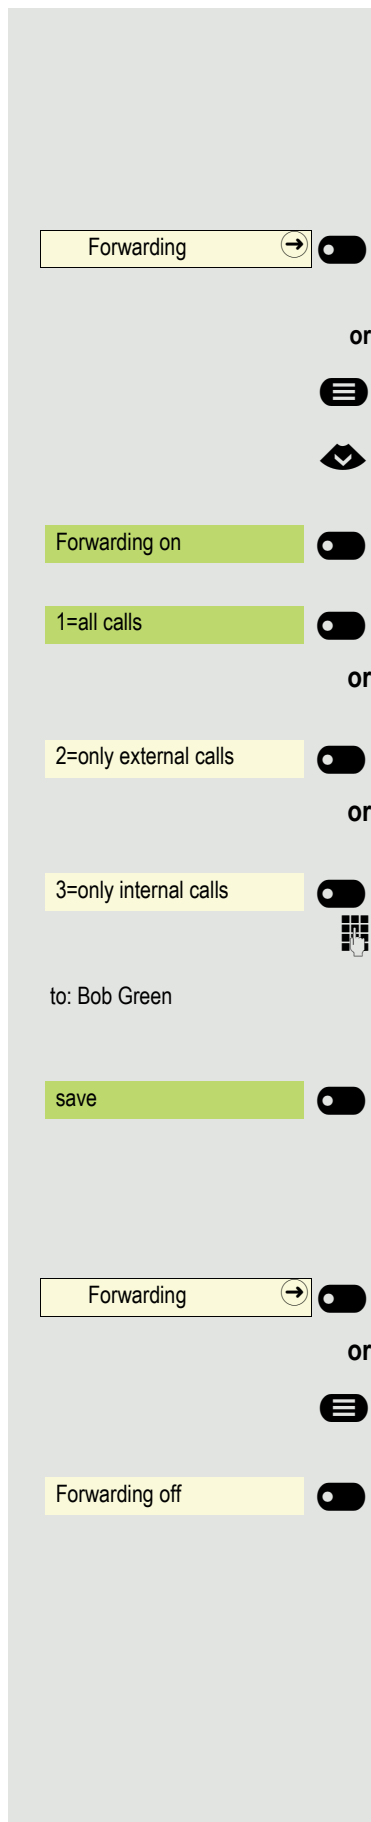 Forwarding
or
Forwarding on
1=all calls
or
2=only external calls
or
3=only internal calls
to: Bob Green
save
Forwarding
or
Forwarding off